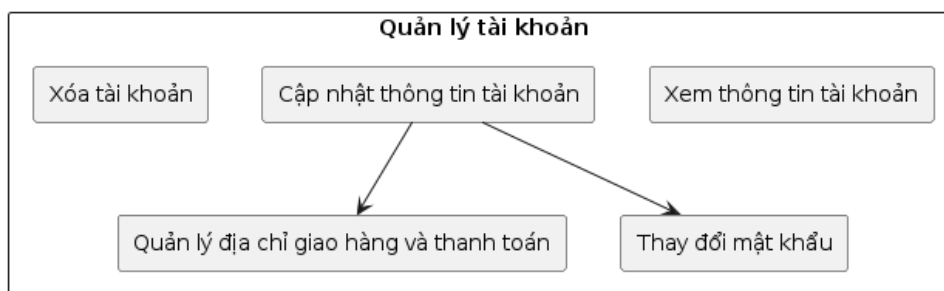 Quản lý tài khoản
Xóa tài khoản
Cập nhật thông tin tài khoản
Xem thông tin tài khoản
Quản lý địa chỉ giao hàng và thanh toán
Thay đổi mật khẩu